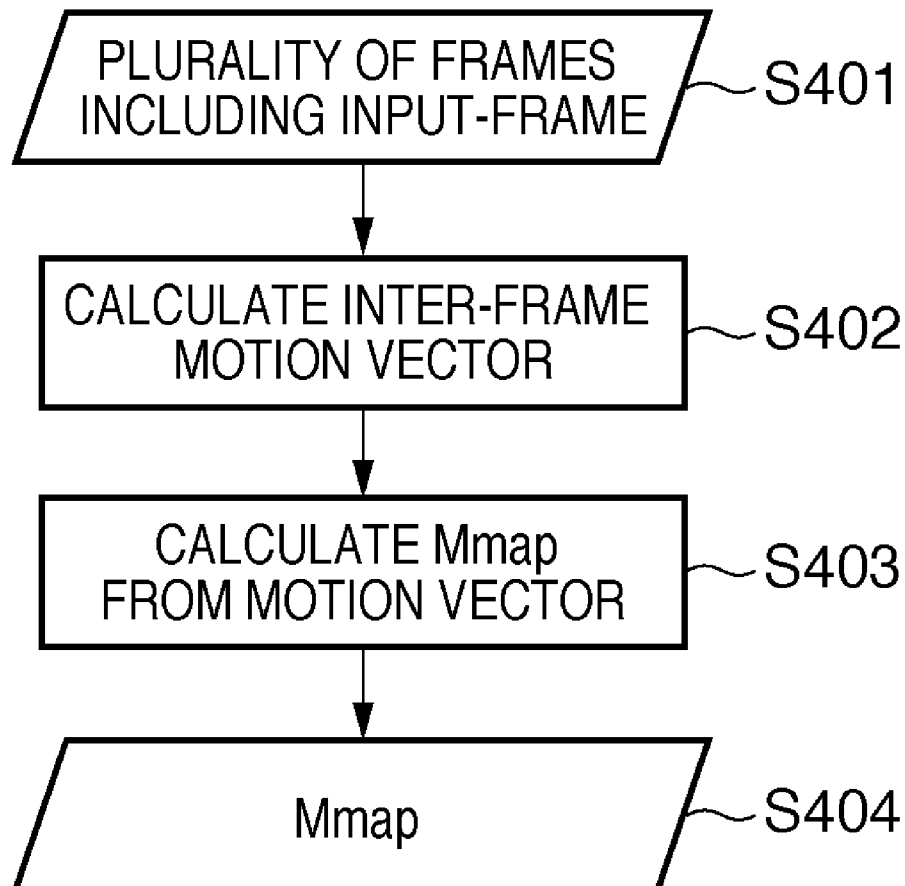 PLURALITY OF FRAMES
INCLUDING INPUT-FRAME
S401
CALCULATE INTER-FRAME
MOTION VECTOR
S402
CALCULATE Mmap
FROM MOTION VECTOR
S403
Mmap
S404